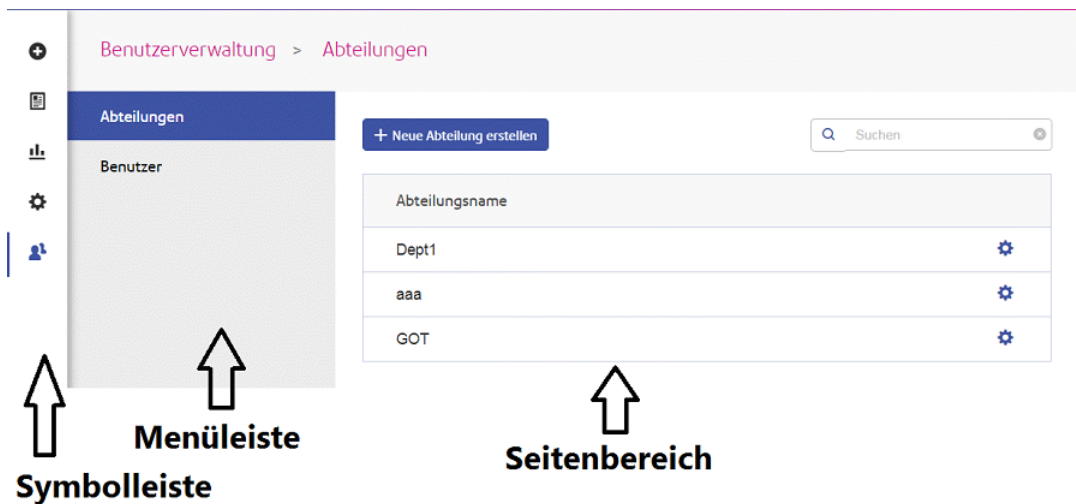 Benutzerverwaltung > Abteilungen
Abteilungen
Benutzer
+ Neue Abteilung erstellen
Suchen
Abteilungsname
Dept1
aaa
GOT
Menüleiste
Seitenbereich
Symbolleiste